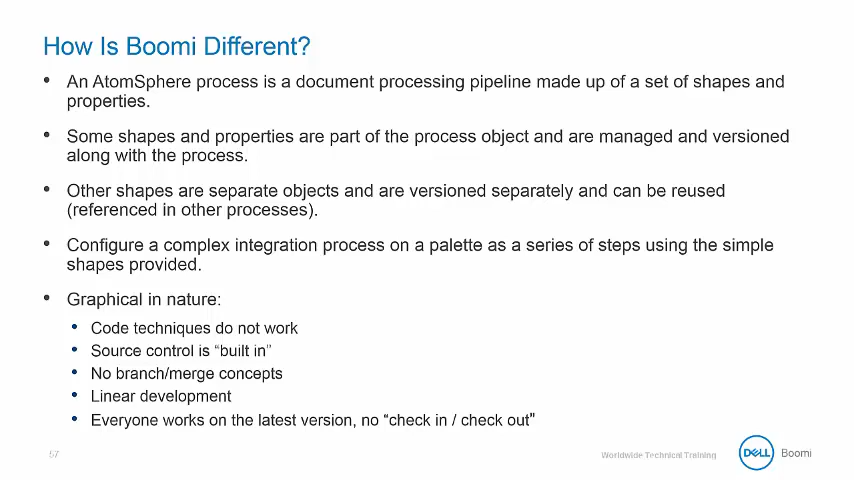 How Is Boomi Different?
• An AtomSphere process is a document processing pipeline made up of a set of shapes and
properties.
• Some shapes and properties are part of the process object and are managed and versioned
along with the process.
• Other shapes are separate objects and are versioned separately and can be reused
(referenced in other processes).
• Configure a complex integration process on a palette as a series of steps using the simple
shapes provided.
• Graphical in nature:
• Code techniques do not work
• Source control is “built in”
• No branch/merge concepts
• Linear development
• Everyone works on the latest version, no “check in / check out”
57
Worldwide Technical Training
DELL
Boomi